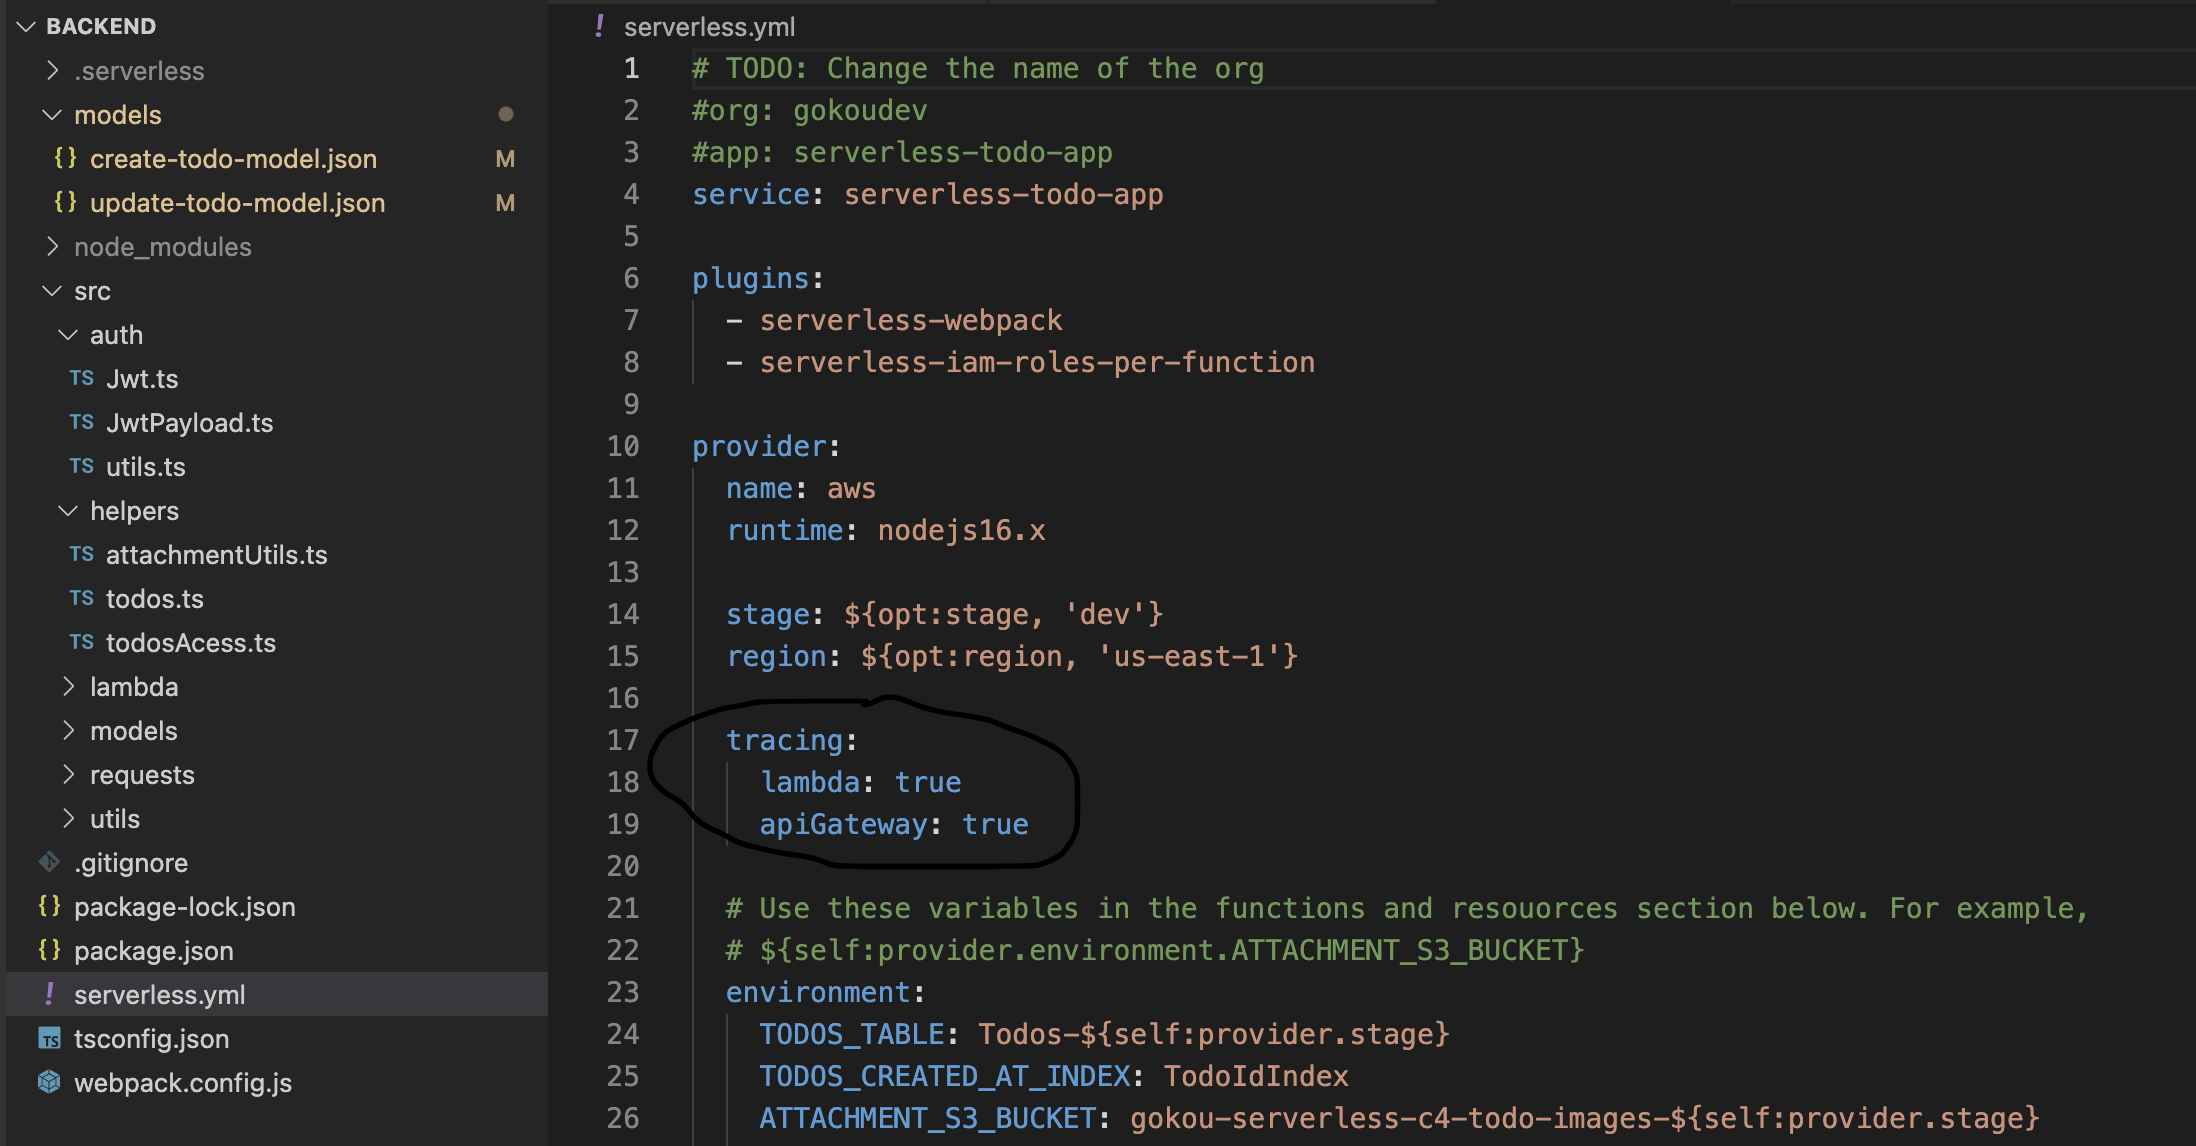 BACKEND
.serverless
models
{} create-todo-model.json M
{} update-todo-model.json M
node_modules
src
auth
TS Jwt.ts
TS JwtPayload.ts
TS utils.ts
helpers
TS attachmentUtils.ts
TS todos.ts
TS todosAcess.ts
lambda
models
requests
utils
.gitignore
{} package-lock.json
{} package.json
! serverless.yml
TS tsconfig.json
webpack.config.js
! serverless.yml
1 # TODO: Change the name of the org
2 #org: gokoudev
3 #app: serverless-todo-app
4 service: serverless-todo-app
5
6 plugins:
7 - serverless-webpack
8 - serverless-iam-roles-per-function
9
10 provider:
11 name: aws
12 runtime: nodejs16.x
13
14 stage: ${opt:stage, 'dev'}
15 region: ${opt:region, 'us-east-1'}
16
17 tracing:
18 lambda: true
19 apiGateway: true
20
21 # Use these variables in the functions and resouorces section below. For example,
22 # ${self:provider.environment.ATTACHMENT_S3_BUCKET}
23 environment:
24 TODOS_TABLE: Todos-${self:provider.stage}
25 TODOS_CREATED_AT_INDEX: TodoIdIndex
26 ATTACHMENT_S3_BUCKET: gokou-serverless-c4-todo-images-${self:provider.stage}